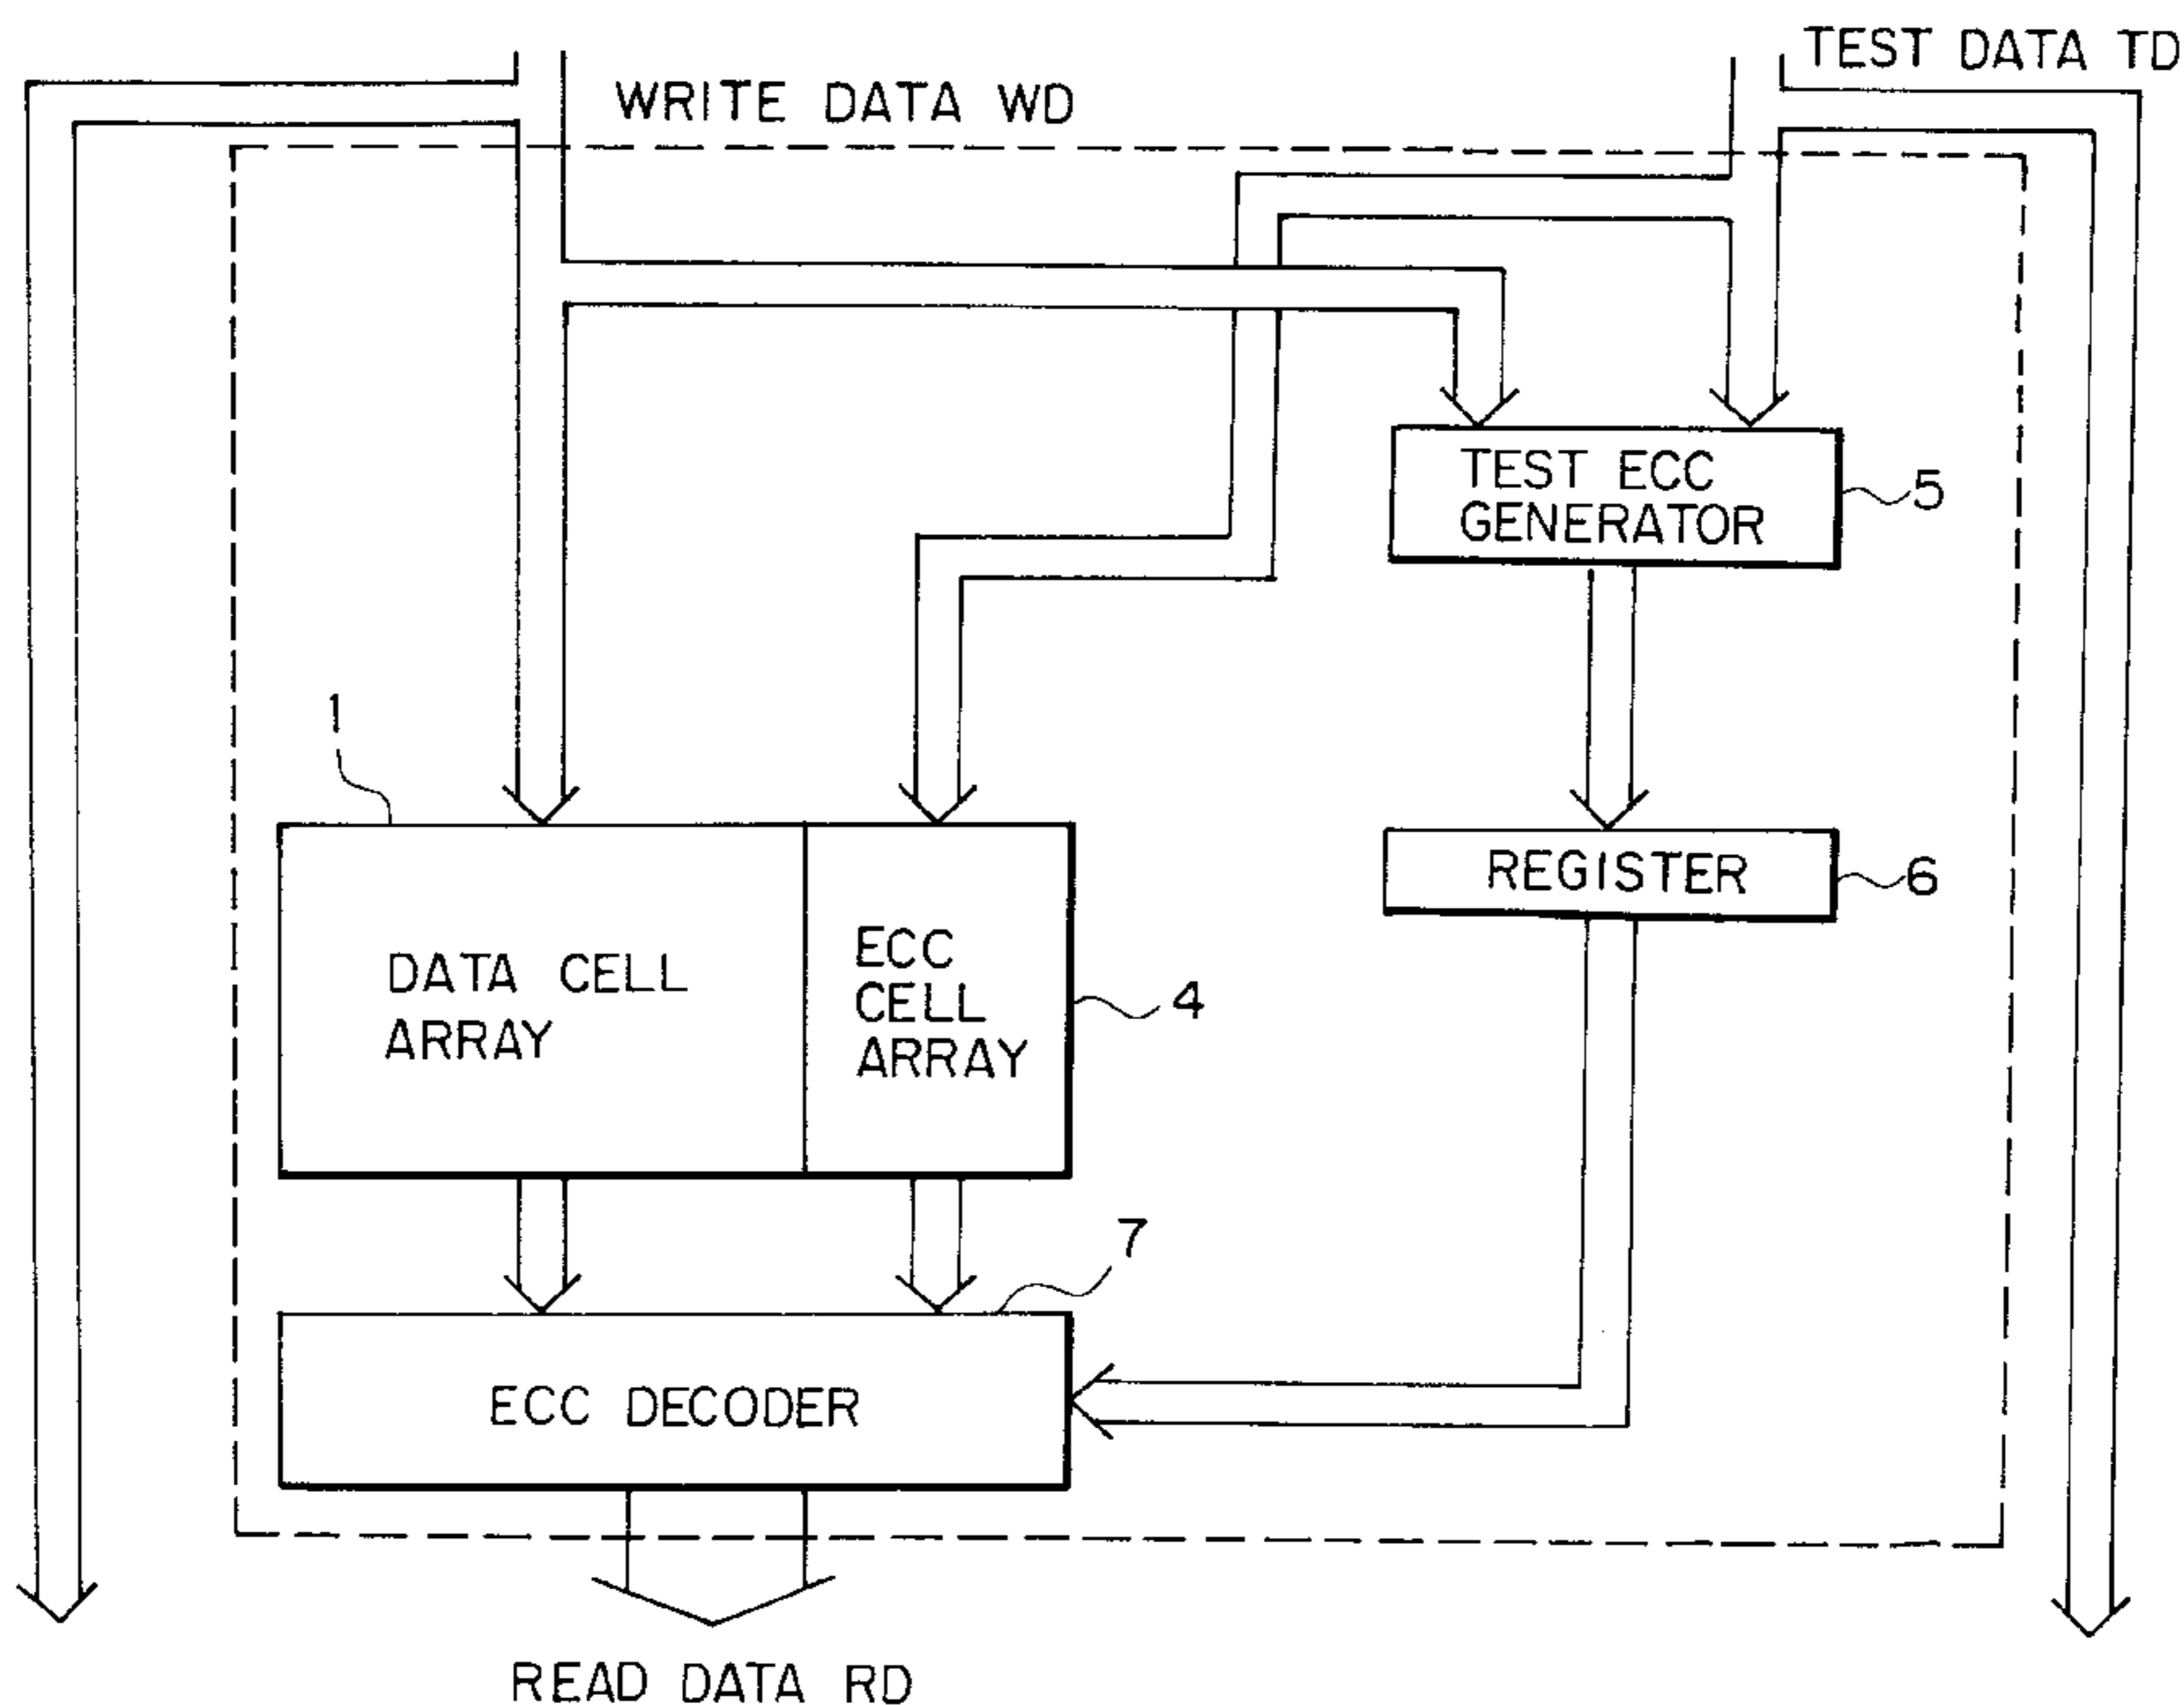 TEST DATA TD
WRITE DATA WD
TEST ECC
GENERATOR
5
1
REGISTER
6
DATA CELL
ARRAY
ECC
CELL
ARRAY
4
7
ECC DECODER
READ DATA RD